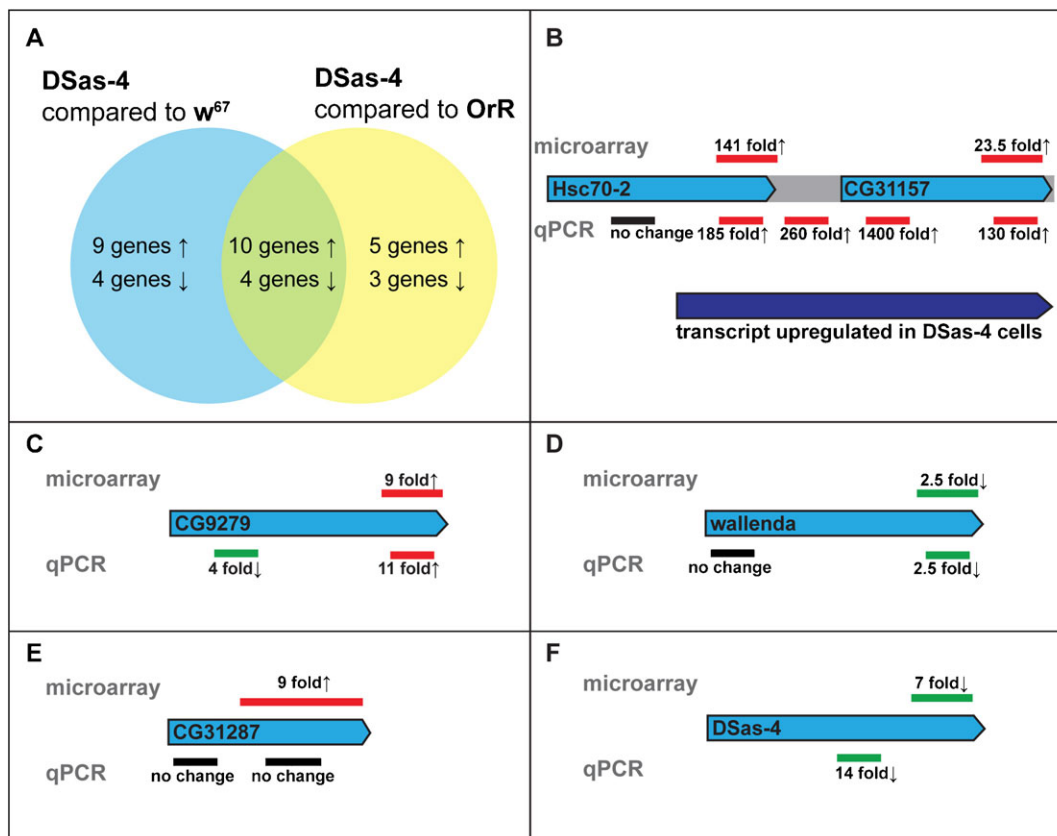 A
DSas-4
compared to w⁶⁷
DSas-4
compared to OrR
9 genes ↑
4 genes ↓
10 genes ↑
4 genes ↓
5 genes ↑
3 genes ↓
B
microarray
141 fold↑
23.5 fold↑
Hsc70-2
CG31157
qPCR
no change
185 fold↑
260 fold↑
1400 fold↑
130 fold↑
transcript upregulated in DSas-4 cells
C
microarray
9 fold↑
CG9279
qPCR
4 fold↓
11 fold↑
D
microarray
2.5 fold↓
wallenda
qPCR
no change
2.5 fold↓
E
microarray
9 fold↑
CG31287
qPCR
no change
no change
F
microarray
7 fold↓
DSas-4
qPCR
14 fold↓